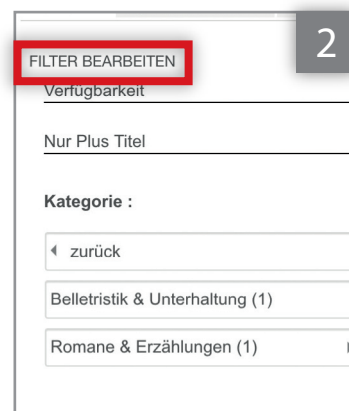 2
FILTER BEARBEITEN
Verfügbarkeit
Nur Plus Titel
Kategorie :
zurück
Belletristik & Unterhaltung (1)
Romane & Erzählungen (1)